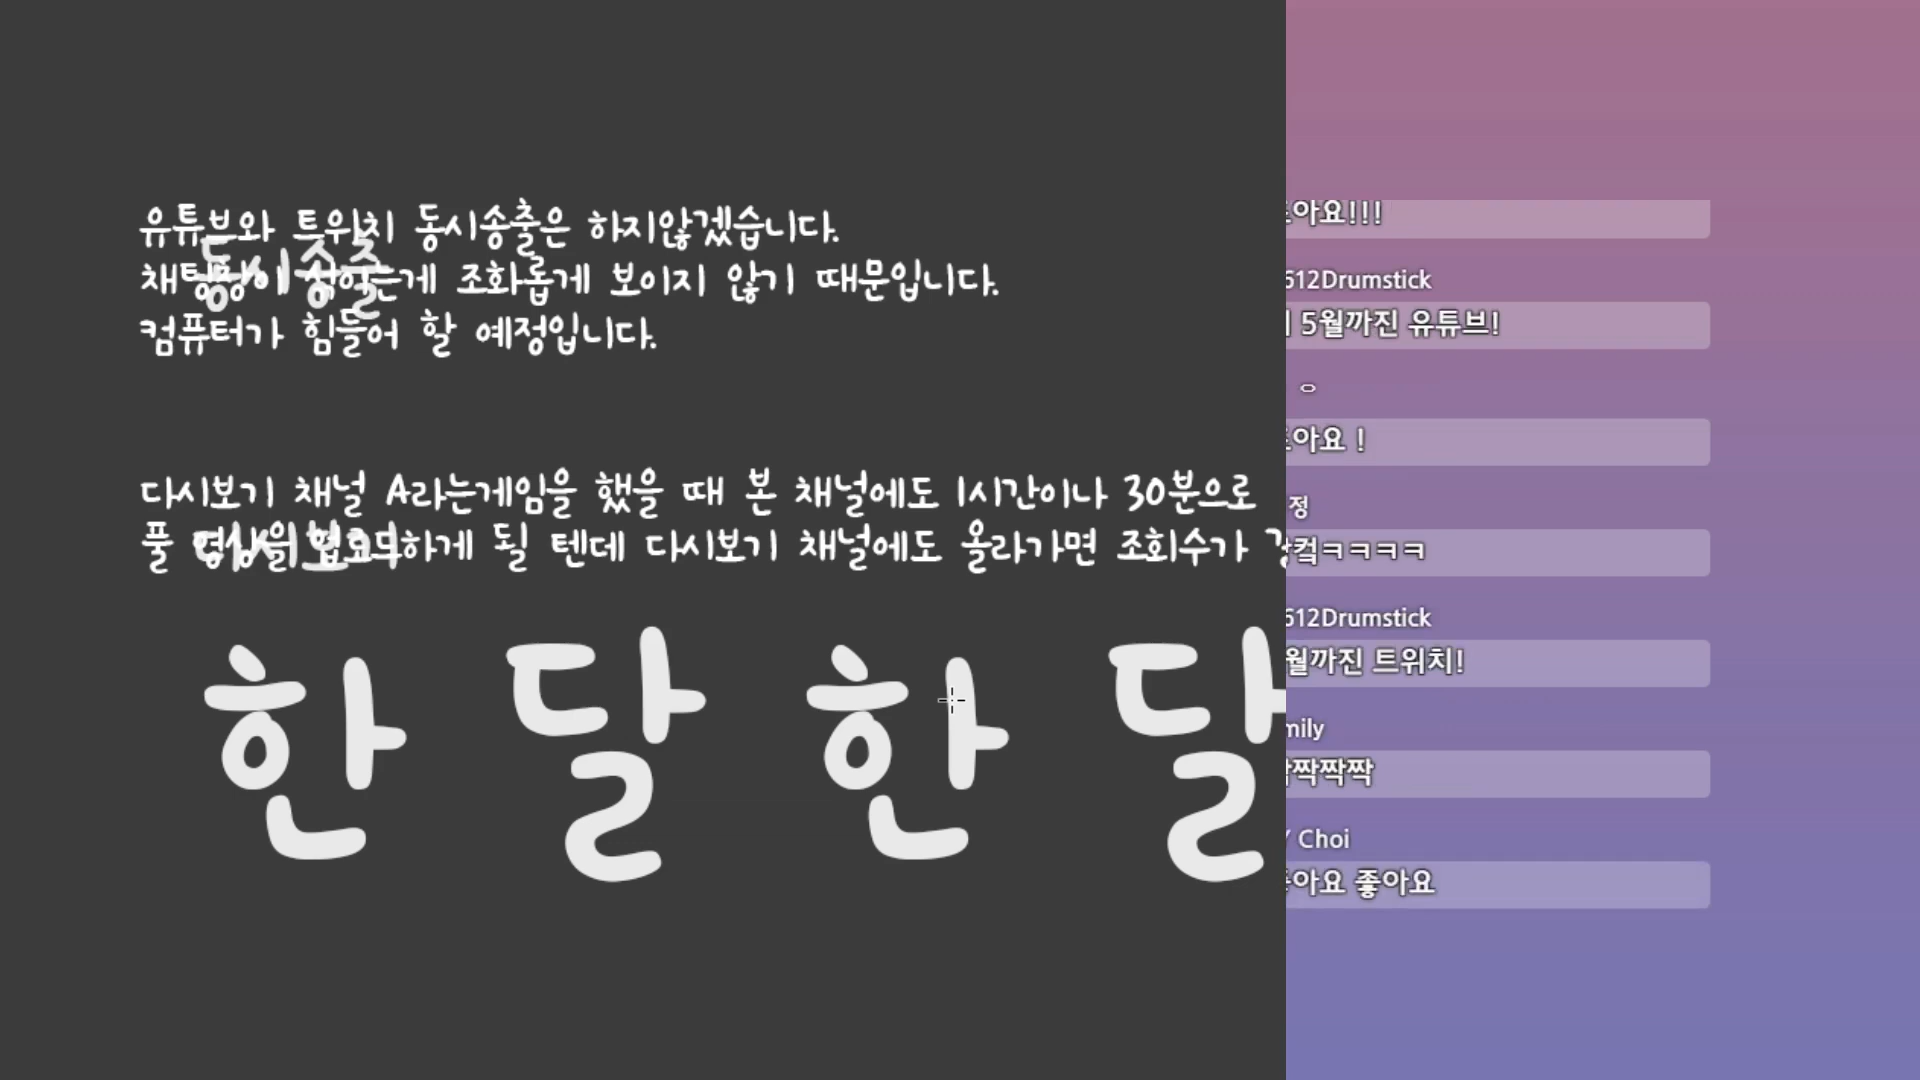 유튜브와 트위치 동시송출은 하지않겠습니다.
동시송출
채팅창이 섞이는게 조화롭게 보이지 않기 때문입니다.
컴퓨터가 힘들어 할 예정입니다.
다시보기 채널 A라는게임을 했을 때 본 채널에도 1시간이나 30분으로
풀 영상을 업로드하게 될 텐데 다시보기 채널에도 올라가면 조회수가
한 달 한 달
아요!!!
612Drumstick
5월까진 유튜브!
ㅇ
아요 !
정
컼ㅋㅋㅋㅋ
612Drumstick
월까진 트위치!
mily
짝짝짝
Choi
아요 좋아요